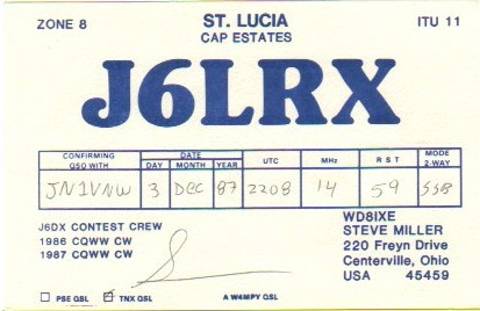 ZONE 8 ST. LUCIA ITU 11
CAP ESTATES
J6LRX
CONFIRMING QSO WITH DATE DAY MONTH YEAR UTC MHz R S T MODE 2-WAY
JN1VNW 3 DEC 87 2208 14 59 SSB
J6DX CONTEST CREW
1986 CQWW CW
1987 CQWW CW
WD8IXE
STEVE MILLER
220 Freyn Drive
Centerville, Ohio
USA 45459
PSE QSL TNX QSL A W4MPY QSL